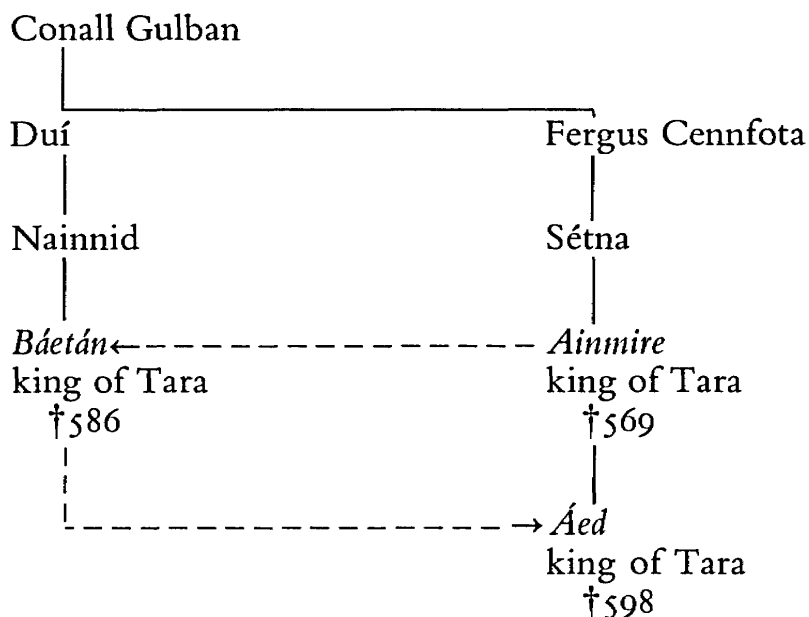 Conall Gulban
Duí Fergus Cennfota
Nainnid Sétna
Báetán Ainmire
king of Tara king of Tara
†586 †569
Áed
king of Tara
†598